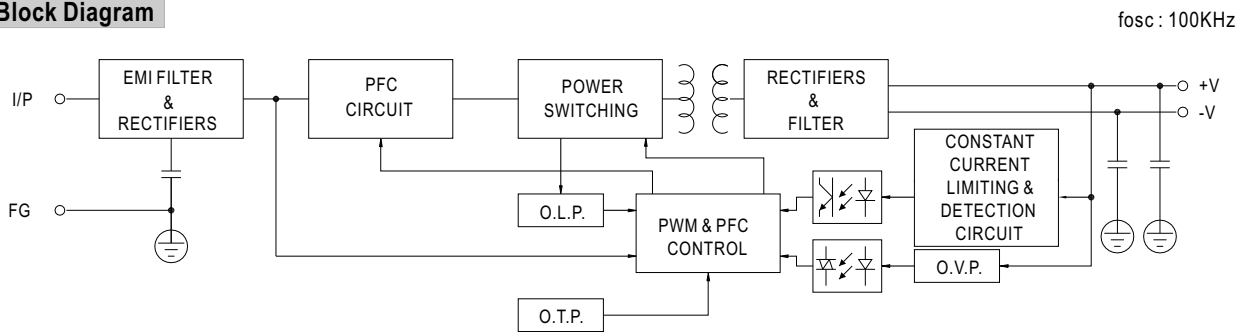 Block Diagram
fosc : 100KHz
I/P
EMI FILTER
&
RECTIFIERS
PFC
CIRCUIT
POWER
SWITCHING
RECTIFIERS
&
FILTER
+V
-V
CONSTANT
CURRENT
LIMITING &
DETECTION
CIRCUIT
FG
O.L.P.
PWM & PFC
CONTROL
O.V.P.
O.T.P.